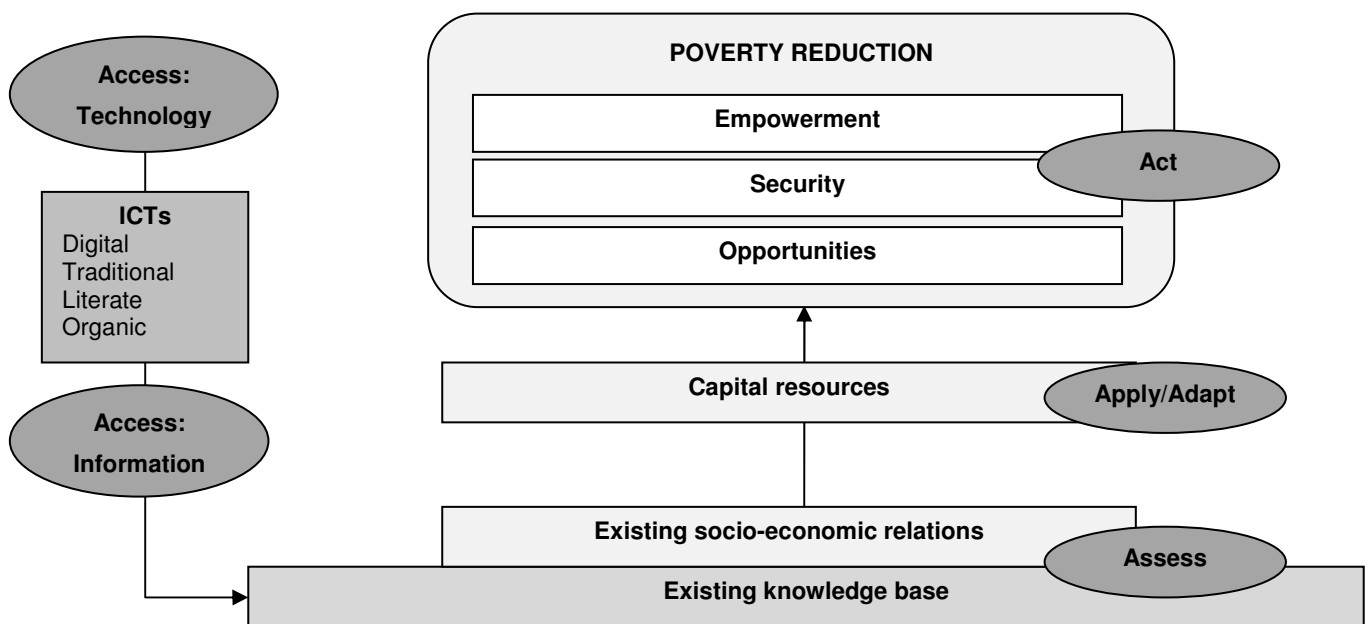 Access:
Technology
ICTs
Digital
Traditional
Literate
Organic
Access:
Information
POVERTY REDUCTION
Empowerment
Security
Opportunities
Act
Capital resources
Apply/Adapt
Existing socio-economic relations
Assess
Existing knowledge base